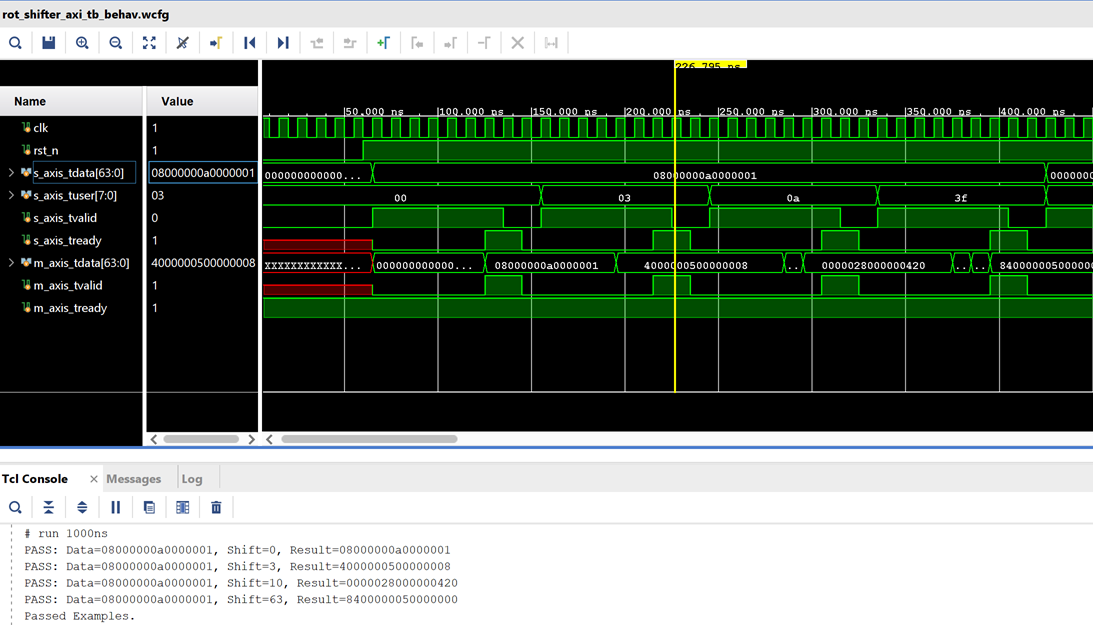 rot_shifter_axi_tb_behav.wcfg
226.795 ns
Name Value
50.000 ns 100.000 ns 150.000 ns 200.000 ns 250.000 ns 300.000 ns 350.000 ns 400.000 ns
clk 1
rst_n 1
s_axis_tdata[63:0] 08000000a0000001 000000000000... 08000000a0000001 0000000
s_axis_tuser[7:0] 03 00 03 0a 3f
s_axis_tvalid 0
s_axis_tready 1
m_axis_tdata[63:0] 4000000500000008 XXXXXXXXXXXX... 000000000000... 08000000a0000001 4000000500000008 ... 0000028000000420 ... ... 8400000050000
m_axis_tvalid 1
m_axis_tready 1
Tcl Console × Messages Log
# run 1000ns
PASS: Data=08000000a0000001, Shift=0, Result=08000000a0000001
PASS: Data=08000000a0000001, Shift=3, Result=4000000500000008
PASS: Data=08000000a0000001, Shift=10, Result=0000028000000420
PASS: Data=08000000a0000001, Shift=63, Result=8400000050000000
Passed Examples.